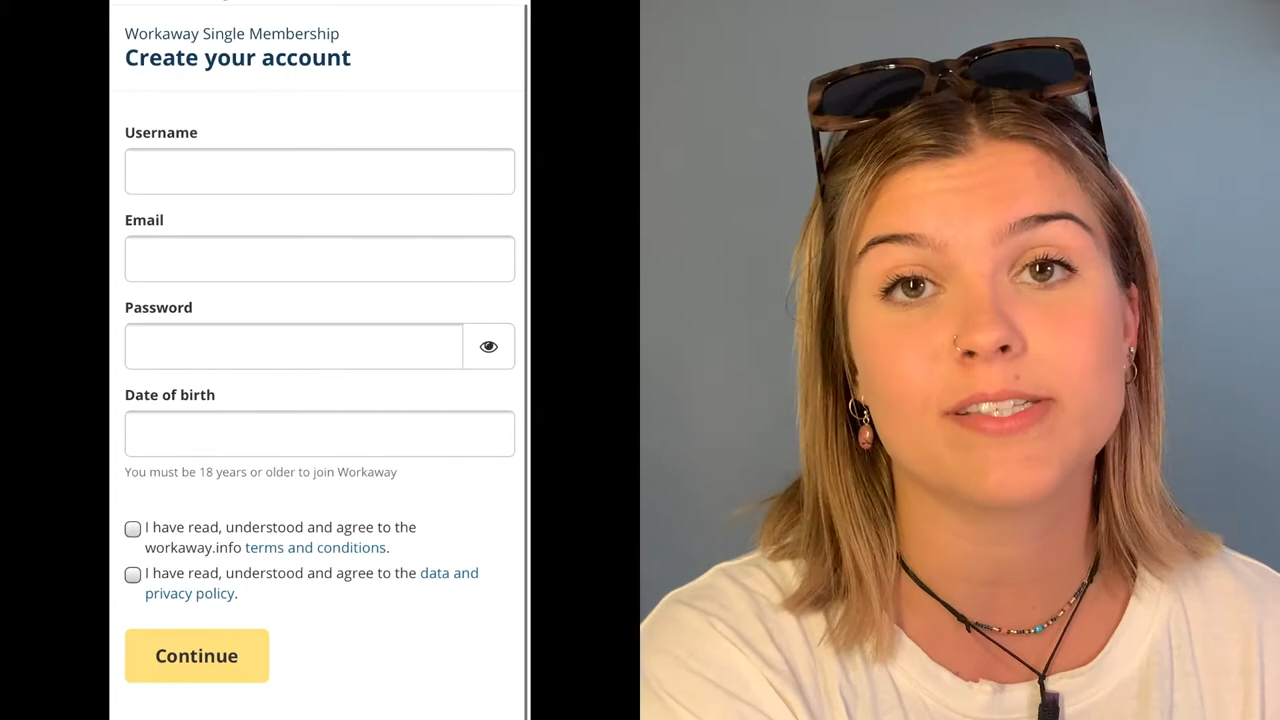 Workaway Single Membership
Create your account
Username
Email
Password
Date of birth
You must be 18 years or older to join Workaway
I have read, understood and agree to the
workaway.info terms and conditions.
I have read, understood and agree to the data and
privacy policy.
Continue